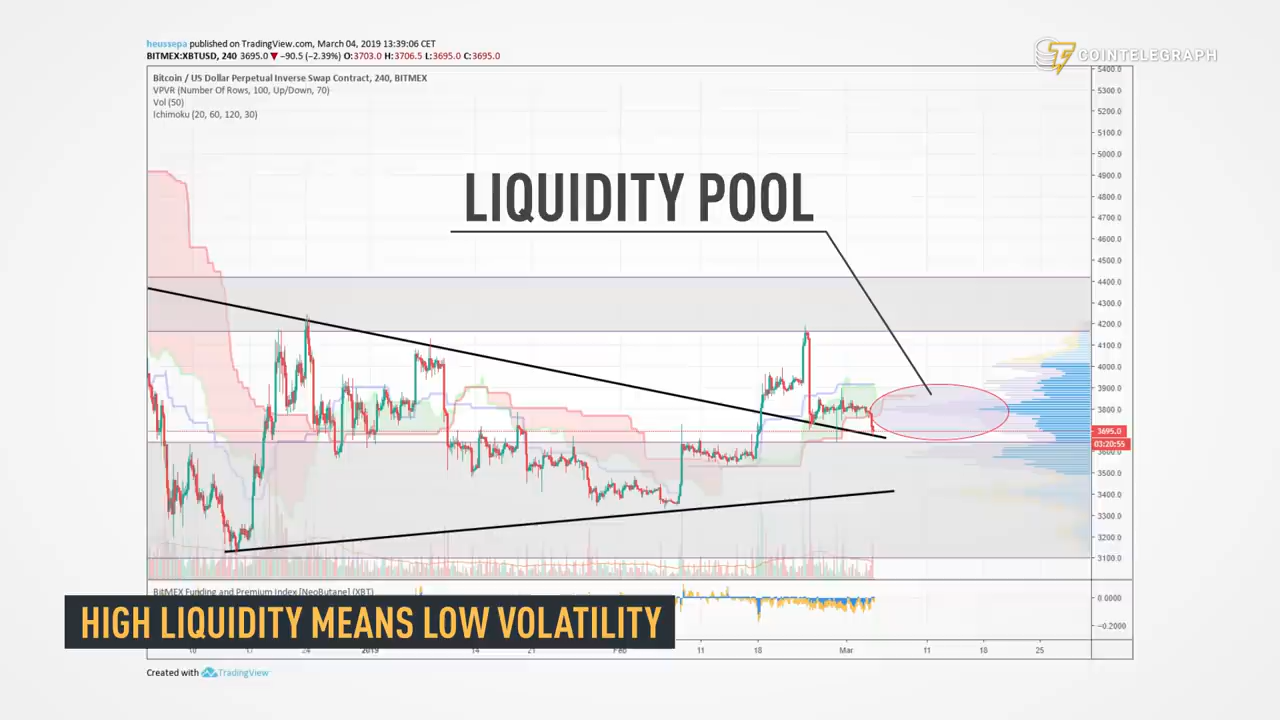 heussepa published on TradingView.com, March 04, 2019 13:39:06 CET
BITMEX:XBTUSD, 240 3695.0 ▼ −90.5 (−2.39%) O:3703.0 H:3706.5 L:3695.0 C:3695.0
COINTELEGRAPH
Bitcoin / US Dollar Perpetual Inverse Swap Contract, 240, BITMEX
VPVR (Number Of Rows, 100, Up/Down, 70)
Vol (50)
Ichimoku (20, 60, 120, 30)
LIQUIDITY POOL
5400.0
5300.0
5200.0
5100.0
5000.0
4900.0
4800.0
4700.0
4600.0
4500.0
4400.0
4300.0
4200.0
4100.0
4000.0
3900.0
3800.0
3695.0
03:20:55
3600.0
3500.0
3400.0
3300.0
3200.0
3100.0
BitMEX Funding and Premium Index [NeoButane] (XBT)
0.0000
−0.2000
HIGH LIQUIDITY MEANS LOW VOLATILITY
10 17 24 2019 14 21 Feb 11 18 Mar 11 18 25
Created with TradingView